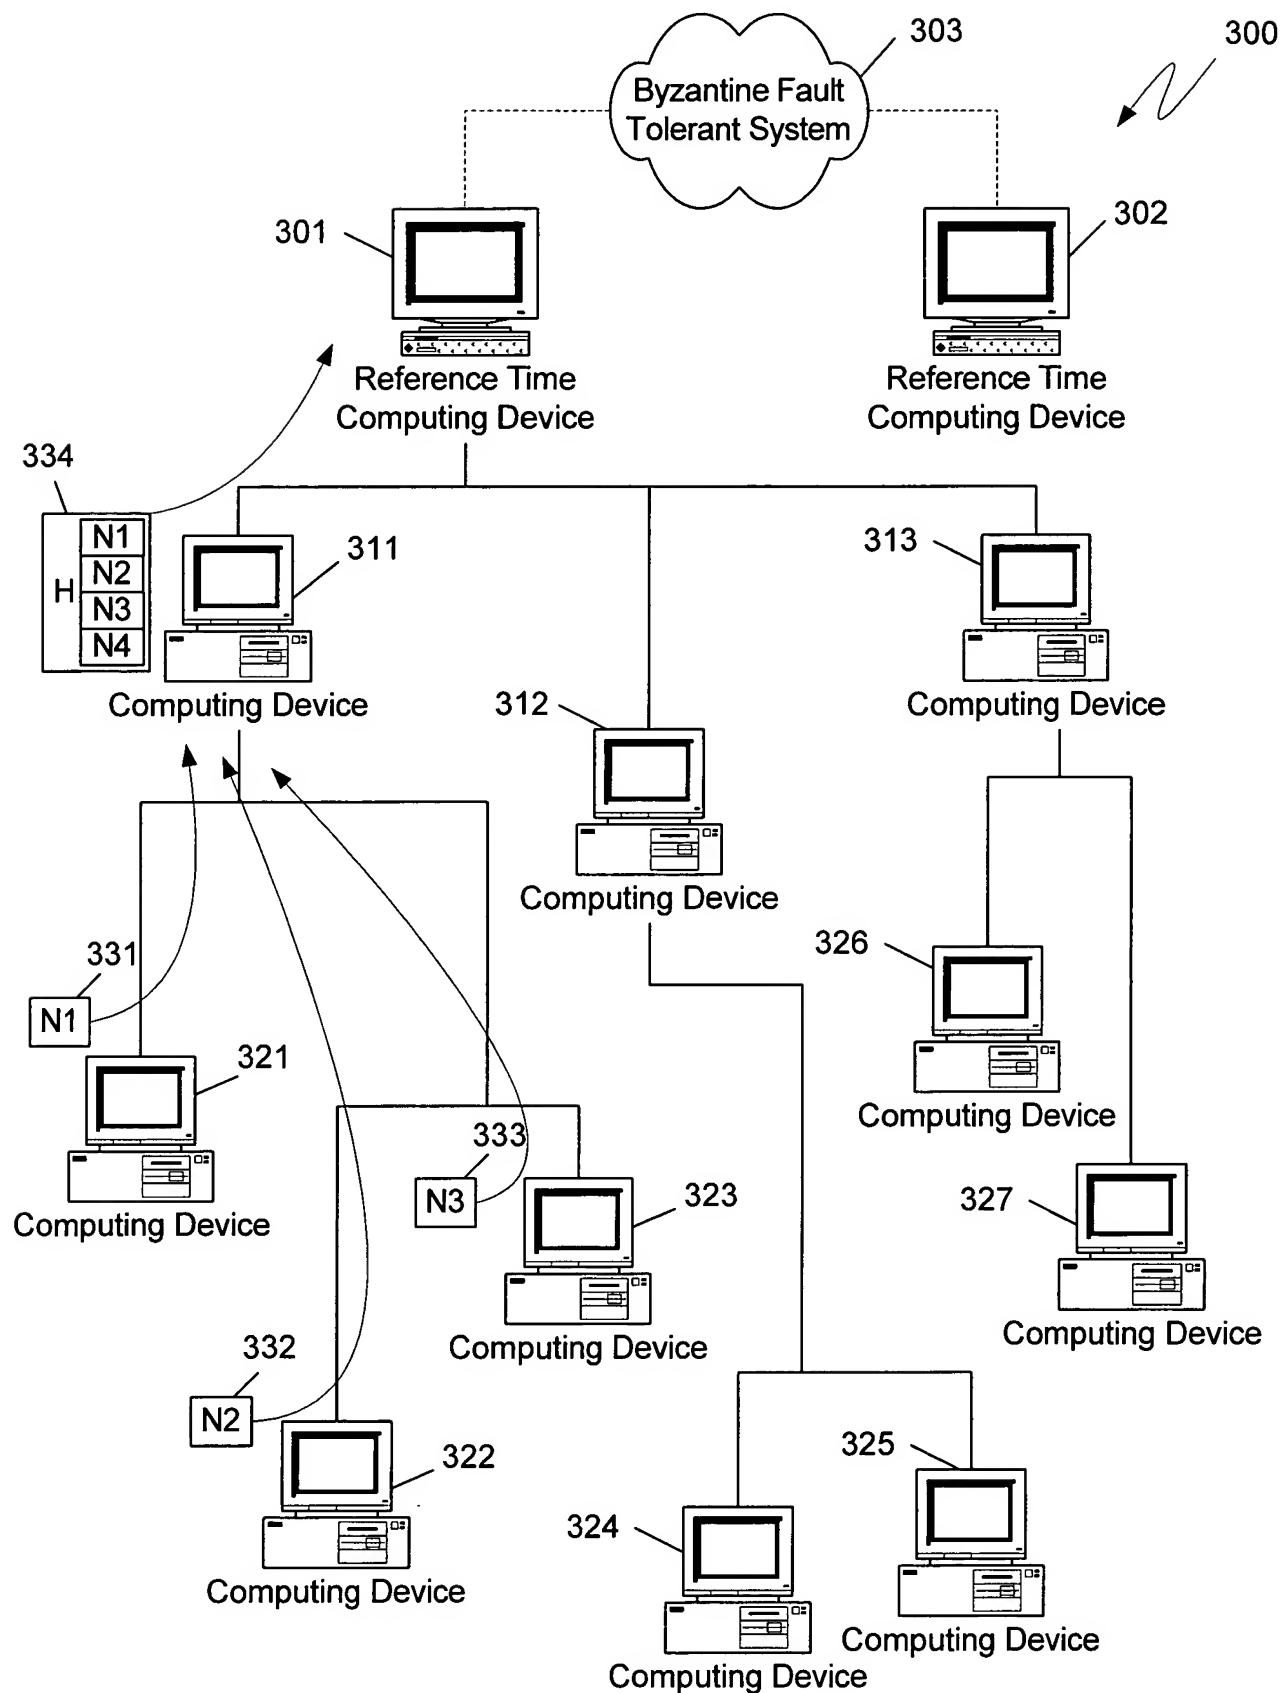 303
300
Byzantine Fault
Tolerant System
301
302
Reference Time
Computing Device
Reference Time
Computing Device
334
H
N1
N2
N3
N4
311
313
Computing Device
312
Computing Device
Computing Device
331
N1
326
321
Computing Device
333
N3
323
327
Computing Device
332
N2
Computing Device
Computing Device
322
325
324
Computing Device
Computing Device
Computing Device